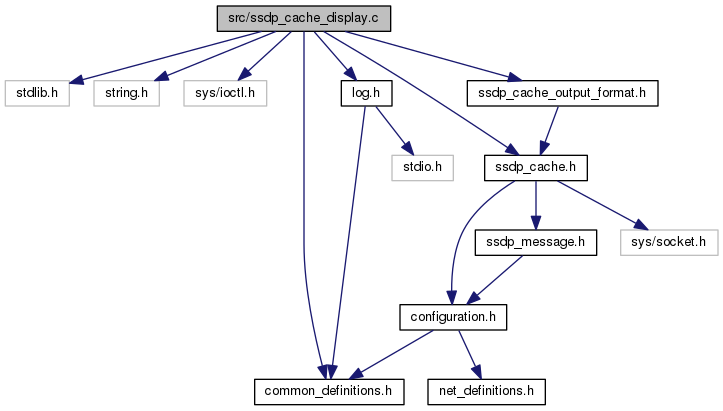 src/ssdp_cache_display.c
stdlib.h
string.h
sys/ioctl.h
log.h
ssdp_cache_output_format.h
stdio.h
ssdp_cache.h
ssdp_message.h
sys/socket.h
configuration.h
common_definitions.h
net_definitions.h